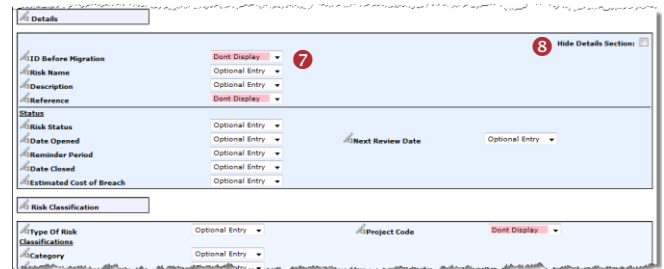 Details
Hide Details Section:
8
ID Before Migration Dont Display
7
Risk Name Optional Entry
Description Optional Entry
Reference Dont Display
Status
Risk Status Optional Entry
Date Opened Optional Entry Next Review Date Optional Entry
Reminder Period Optional Entry
Date Closed Optional Entry
Estimated Cost of Breach Optional Entry
Risk Classification
Type Of Risk Optional Entry Project Code Dont Display
Classifications
Category Optional Entry